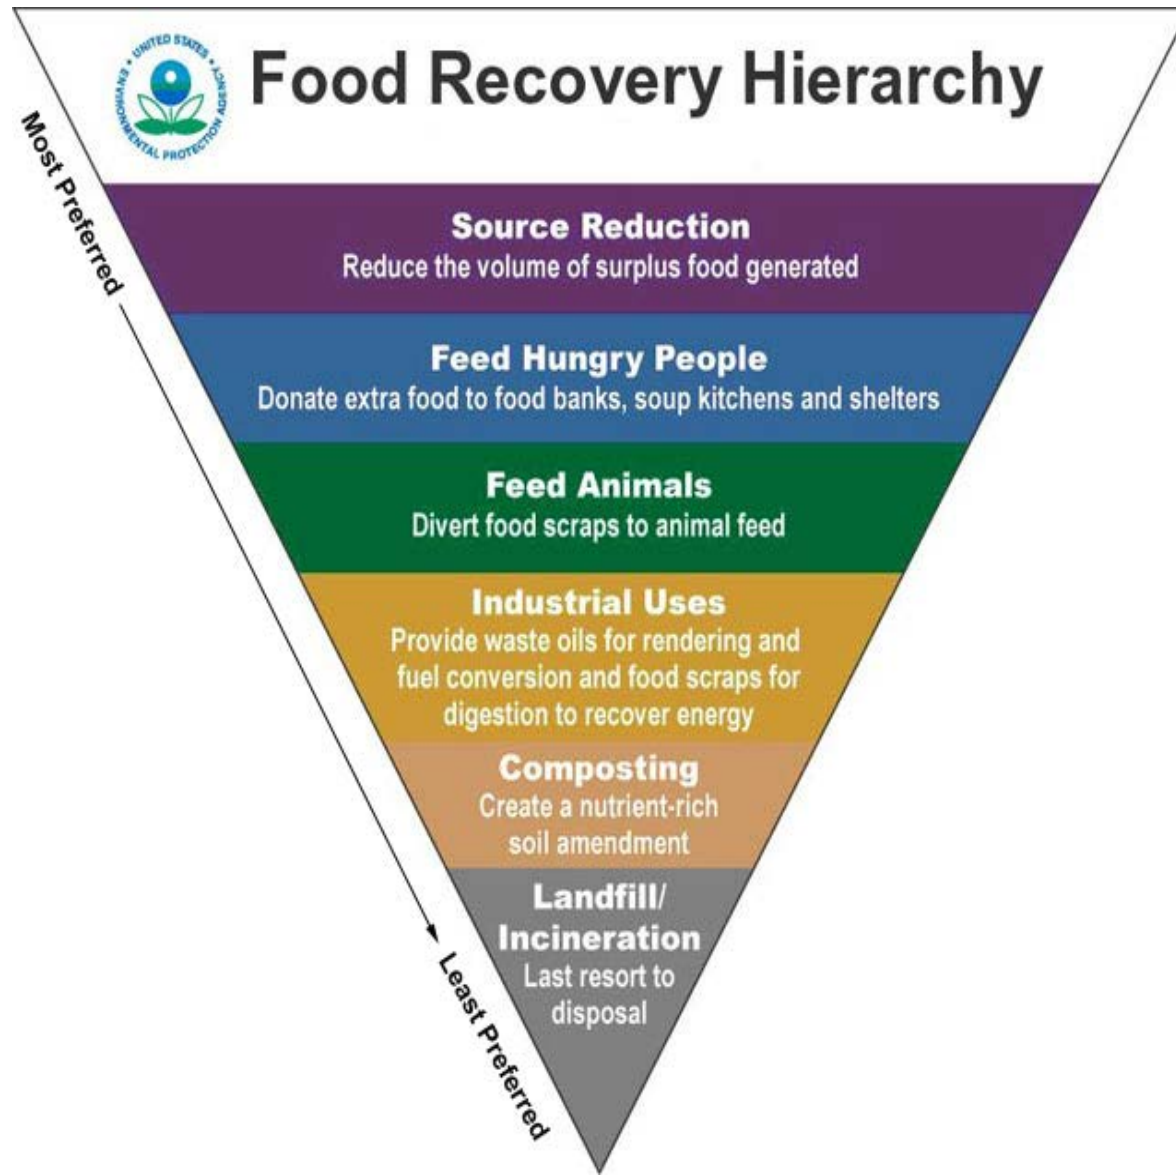 UNITED STATES • ENVIRONMENTAL PROTECTION AGENCY •
Food Recovery Hierarchy
Most Preferred
Source Reduction
Reduce the volume of surplus food generated
Feed Hungry People
Donate extra food to food banks, soup kitchens and shelters
Feed Animals
Divert food scraps to animal feed
Industrial Uses
Provide waste oils for rendering and
fuel conversion and food scraps for
digestion to recover energy
Composting
Create a nutrient-rich
soil amendment
Landfill/
Incineration
Last resort to
disposal
Least Preferred